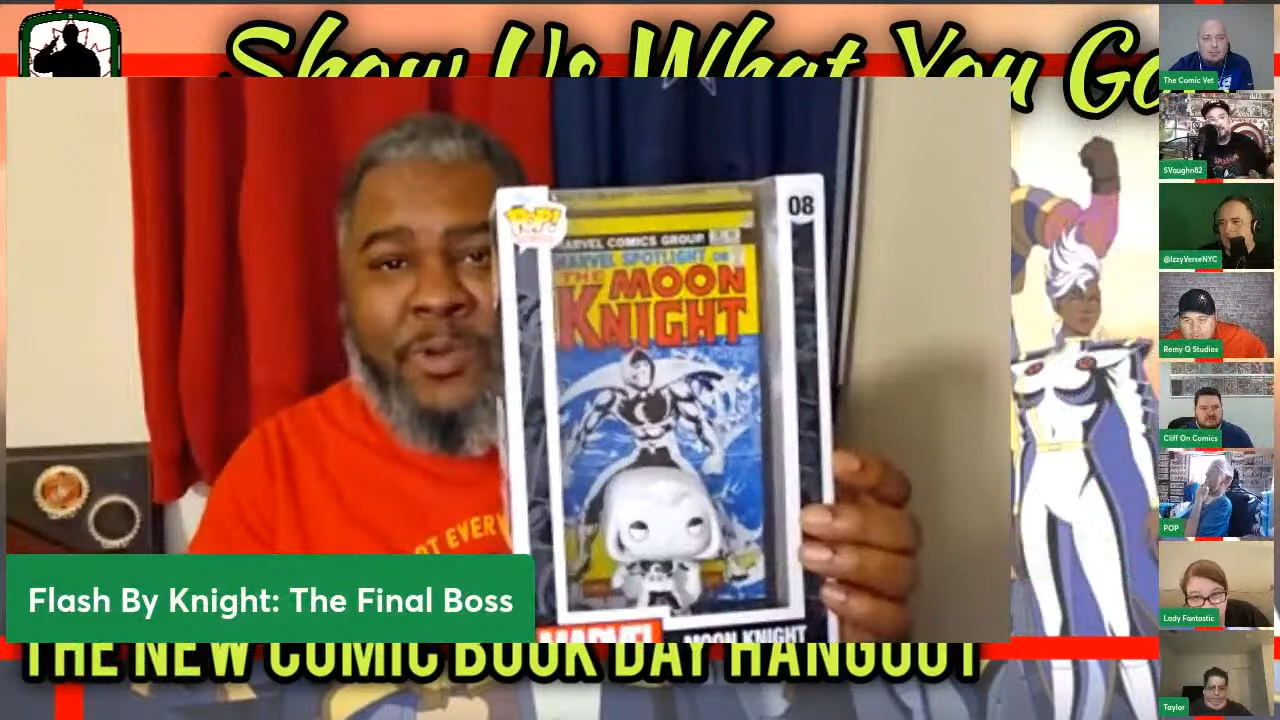 Show Us What You Go
The Comic Vet
SVaughn82
@IzzyVerseNYC
Remy Q Studios
Cliff On Comics
POP
Lady Fantastic
Taylor
POP!
08
MARVEL COMICS GROUP
MARVEL SPOTLIGHT ON
THE MOON
KNIGHT
OT EVERY
MARVEL
MOON KNIGHT
Flash By Knight: The Final Boss
THE NEW COMIC BOOK DAY HANGOUT